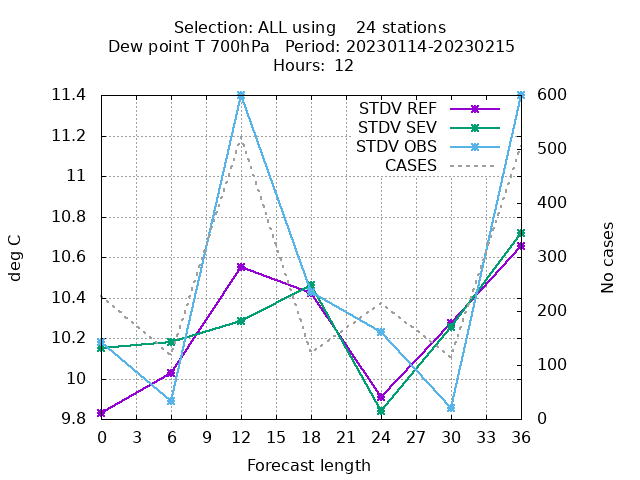 Selection: ALL using    24 stations
Dew point T 700hPa   Period: 20230114-20230215
Hours: 12
STDV REF
STDV SEV
STDV OBS
CASES
deg C
11.4
11.2
11
10.8
10.6
10.4
10.2
10
9.8
600
500
400
300
200
100
0
No cases
0 3 6 9 12 15 18 21 24 27 30 33 36
Forecast length